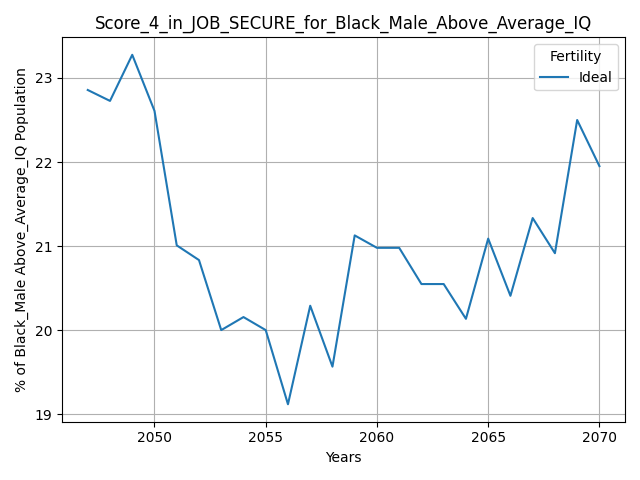 Score_4_in_JOB_SECURE_for_Black_Male_Above_Average_IQ
Fertility
Ideal
% of Black_Male Above_Average_IQ Population
23
22
21
20
19
2050 2055 2060 2065 2070
Years